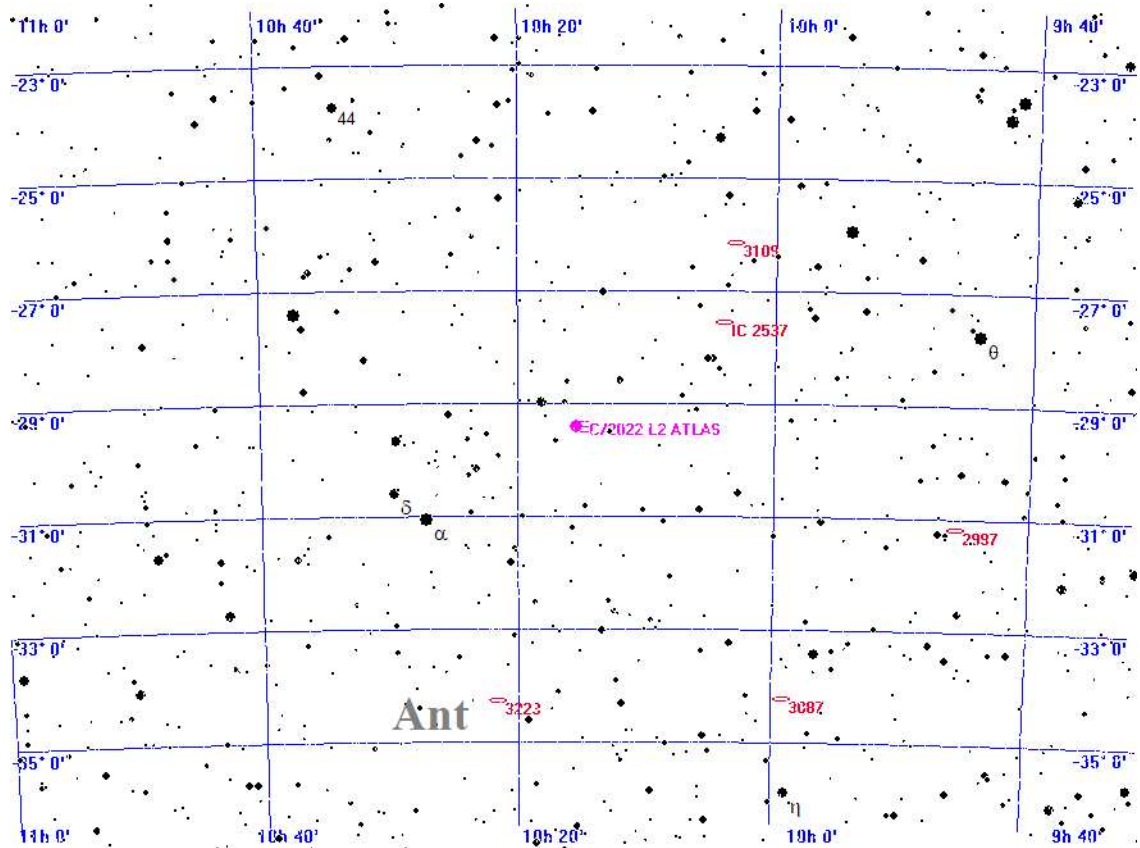 11h 0' 10h 40' 10h 20' 10h 0' 9h 40'
-23° 0' -23° 0'
44
-25° 0' -25° 0'
3109
-27° 0' -27° 0'
IC 2537
θ
-29° 0' -29° 0'
C/2022 L2 ATLAS
δ
α
-31° 0' -31° 0'
2997
-33° 0' -33° 0'
Ant 3223 3087
-35° 0' -35° 0'
η
11h 0' 10h 40' 10h 20' 10h 0' 9h 40'